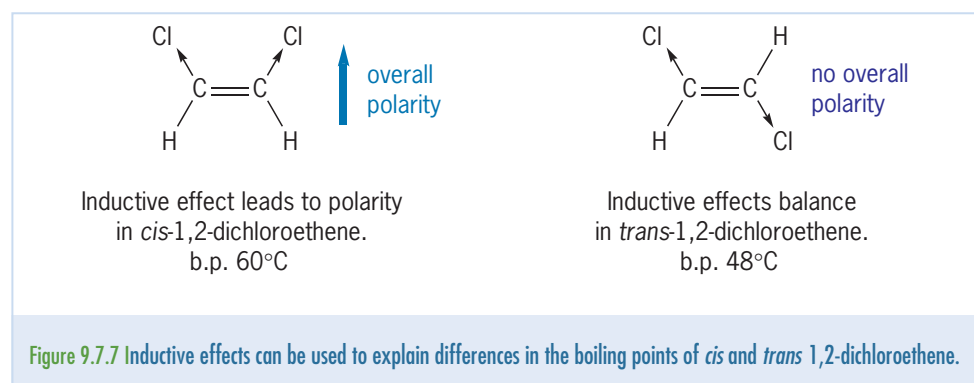 Cl Cl
C C
H H
overall
polarity
Cl H
C C
H Cl
no overall
polarity
Inductive effect leads to polarity
in cis-1,2-dichloroethene.
b.p. 60°C
Inductive effects balance
in trans-1,2-dichloroethene.
b.p. 48°C
Figure 9.7.7 Inductive effects can be used to explain differences in the boiling points of cis and trans 1,2-dichloroethene.